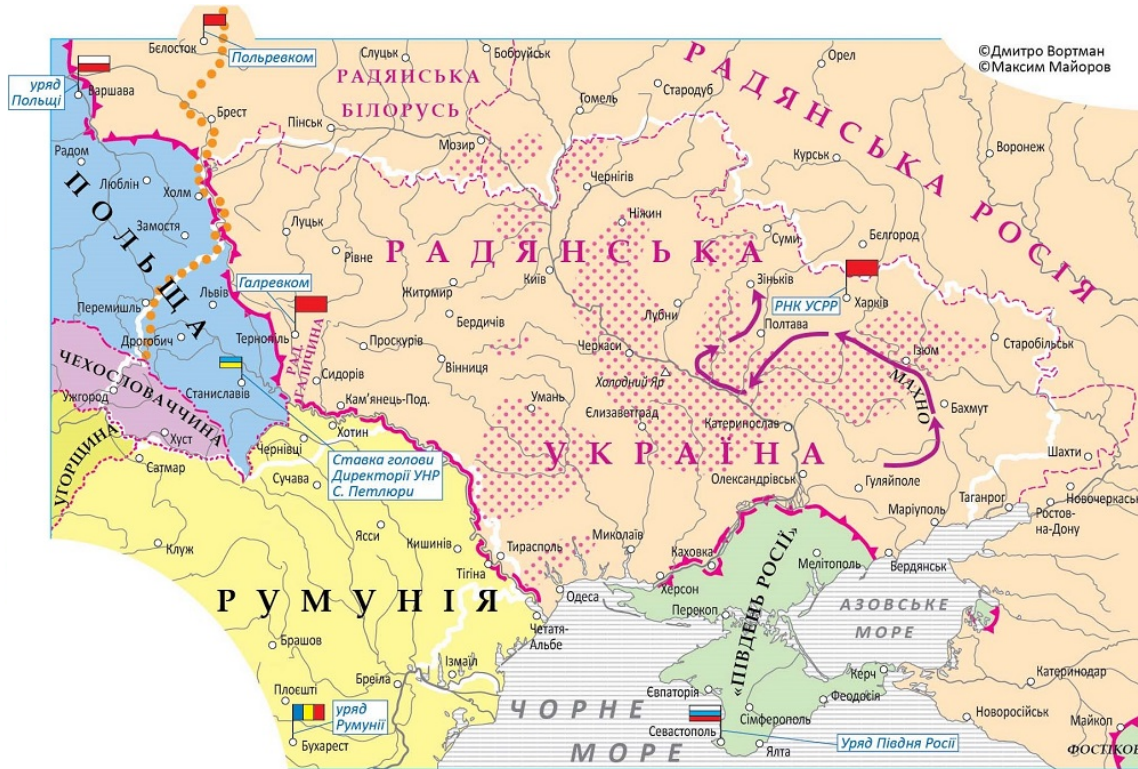 ©Дмитро Вортман
©Максим Майоров
Бєлосток
Польревком
уряд
Польщі
Варшава
Слуцьк
Бобруйськ
Орел
РАДЯНСЬКА
БІЛОРУСЬ
РАДЯНСЬКА РОСІЯ
Брест
Пінськ
Мозир
Гомель
Стародуб
Курськ
Воронеж
Радом
Люблін
Холм
Замостя
ПОЛЬЩА
Чернігів
Ніжин
Луцьк
Рівне
РАДЯНСЬКА
Суми
Бєлгород
Київ
Зіньків
Галревком
Житомир
РНК УСРР
Харків
Перемишль
Львів
Лубни
Полтава
Бердичів
Дрогобич
Тернопіль
РАД.
ГАЛИЧИНА
Проскурів
Черкаси
Ізюм
Старобільськ
ЧЕХОСЛОВАЧЧИНА
Вінниця
Холодний Яр
МАХНО
Ужгород
Станиславів
Сидорів
Кам'янець-Под.
Умань
Єлизаветград
Бахмут
Хуст
Чернівці
Хотин
Катеринослав
УКРАЇНА
УГОРЩИНА
Сатмар
Сучава
Ставка голови
Директорії УНР
С. Петлюри
Олександрівськ
Гуляйполе
Шахти
Таганрог
Новочеркаськ
Ростов-
на-Дону
Маріуполь
Клуж
Ясси
Кишинів
Тирасполь
Миколаїв
Каховка
Мелітополь
Бердянськ
Тігіна
Одеса
Херсон
РУМУНІЯ
Перекоп
«ПІВДЕНЬ РОСІЇ»
АЗОВСЬКЕ
МОРЕ
Четатя-
Альбе
Брашов
Ізмаїл
Керч
Катеринодар
Плоєшті
Бреїла
Євпаторія
Феодосія
уряд
Румунії
ЧОРНЕ
МОРЕ
Сімферополь
Новоросійськ
Майкоп
Бухарест
Севастополь
Ялта
Уряд Півдня Росії
ФОСТІКОВ